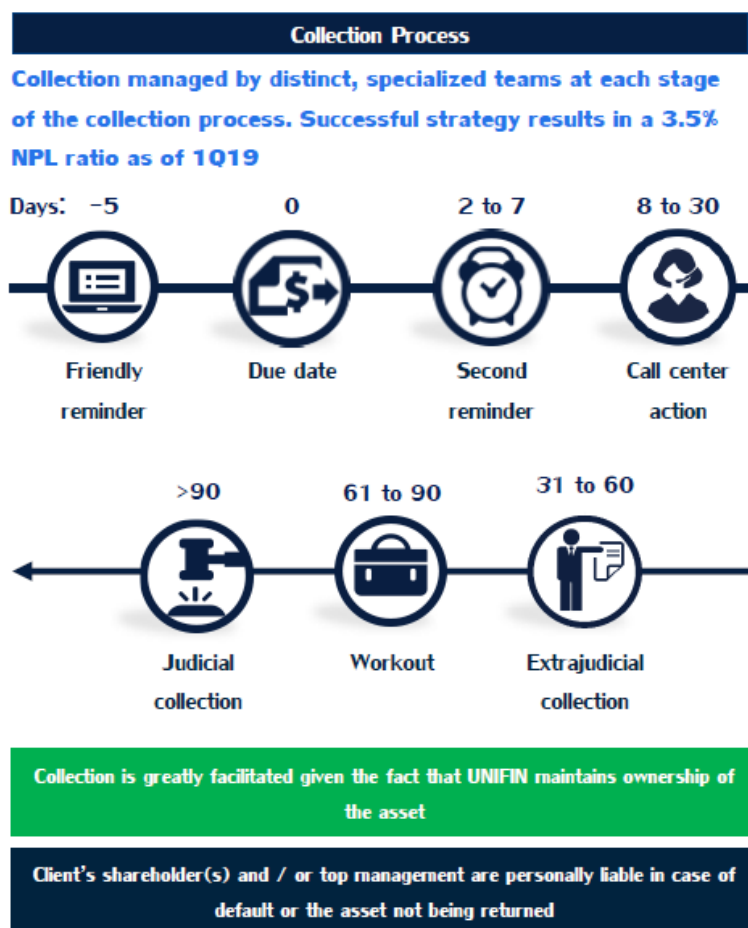 Collection Process
Collection managed by distinct, specialized teams at each stage
of the collection process. Successful strategy results in a 3.5%
NPL ratio as of 1Q19
Days: -5 0 2 to 7 8 to 30
Friendly Due date Second Call center
reminder reminder action
>90 61 to 90 31 to 60
Judicial Workout Extrajudicial
collection collection
Collection is greatly facilitated given the fact that UNIFIN maintains ownership of
the asset
Client's shareholder(s) and / or top management are personally liable in case of
default or the asset not being returned